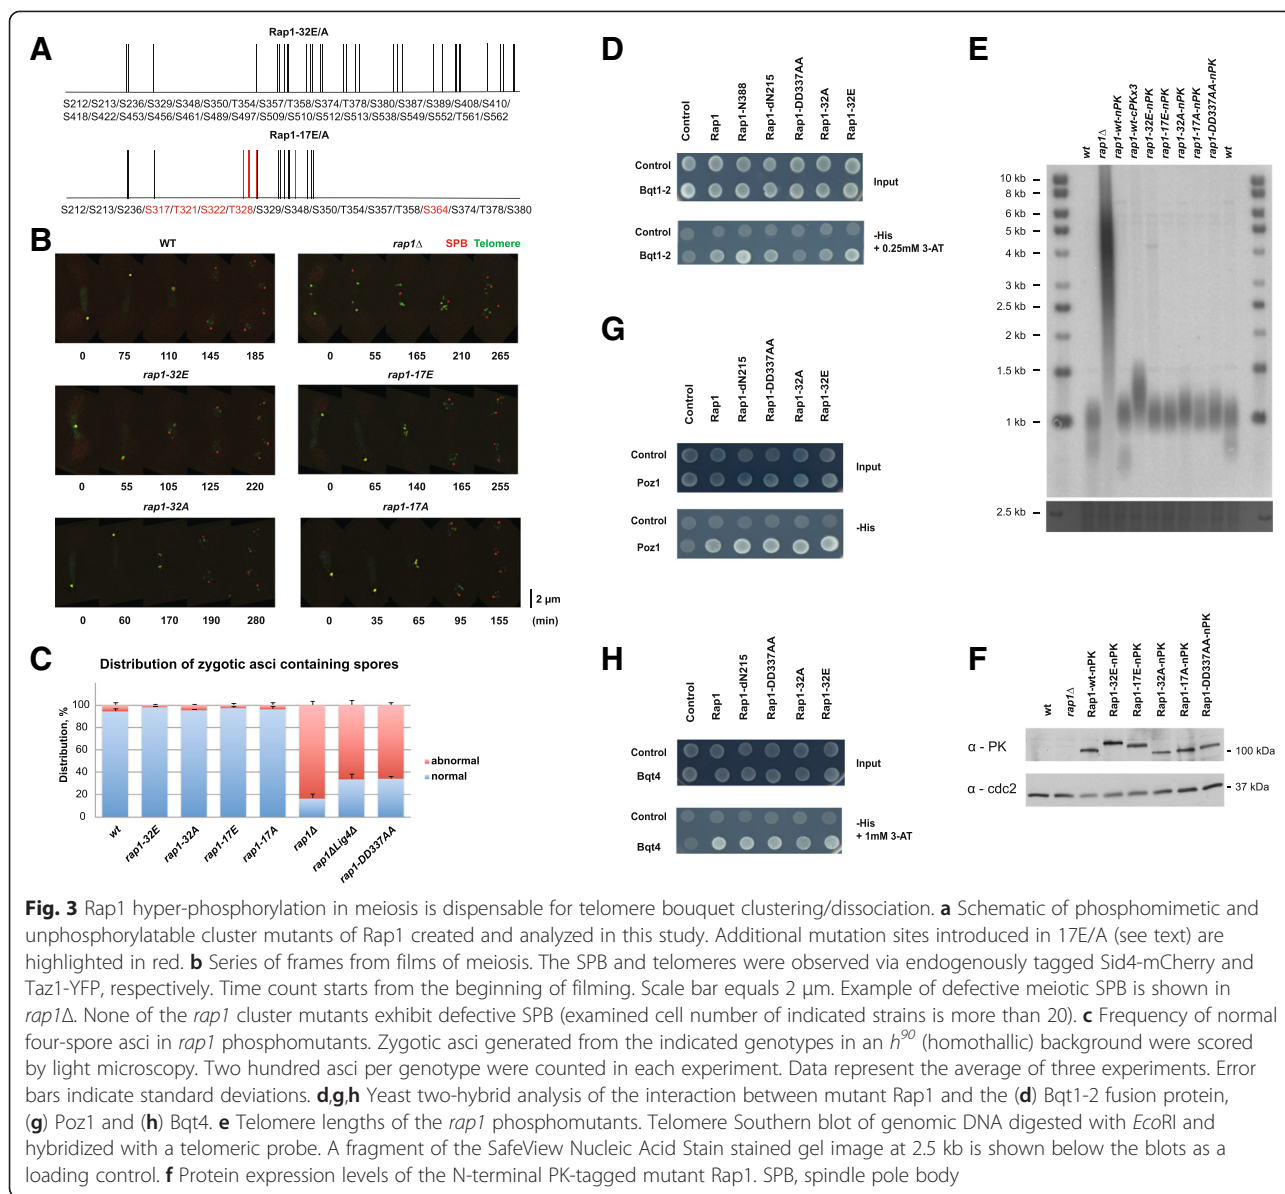 A
Rap1-32E/A
S212/S213/S236/S329/S348/S350/T354/S357/T358/S374/T378/S380/S387/S389/S408/S410/
S418/S422/S453/S456/S461/S489/S497/S509/S510/S512/S513/S538/S549/S552/T561/S562
Rap1-17E/A
S212/S213/S236/S317/T321/S322/T328/S329/S348/S350/T354/S357/T358/S364/S374/T378/S380
B
WT
rap1Δ
SPB
Telomere
0 75 110 145 185
0 55 165 210 265
rap1-32E
rap1-17E
0 55 105 125 220
0 65 140 165 255
rap1-32A
rap1-17A
2 µm
0 60 170 190 280
0 35 65 95 155
(min)
C
Distribution of zygotic asci containing spores
Distribution, %
100
80
60
40
20
0
abnormal
normal
wt
rap1-32E
rap1-32A
rap1-17E
rap1-17A
rap1Δ
rap1ΔLig4Δ
rap1-DD337AA
D
Control
Rap1
Rap1-N388
Rap1-dN215
Rap1-DD337AA
Rap1-32A
Rap1-32E
Control
Bqt1-2
Input
Control
Bqt1-2
-His
+ 0.25mM 3-AT
G
Control
Rap1
Rap1-dN215
Rap1-DD337AA
Rap1-32A
Rap1-32E
Control
Poz1
Input
Control
Poz1
-His
H
Control
Rap1
Rap1-dN215
Rap1-DD337AA
Rap1-32A
Rap1-32E
Control
Bqt4
Input
Control
Bqt4
-His
+ 1mM 3-AT
E
wt
rap1Δ
rap1-wt-nPK
rap1-wt-cPKx3
rap1-32E-nPK
rap1-17E-nPK
rap1-32A-nPK
rap1-17A-nPK
rap1-DD337AA-nPK
wt
10 kb
8 kb
6 kb
5 kb
4 kb
3 kb
2.5 kb
2 kb
1.5 kb
1 kb
2.5 kb
F
wt
rap1Δ
Rap1-wt-nPK
Rap1-32E-nPK
Rap1-17E-nPK
Rap1-32A-nPK
Rap1-17A-nPK
Rap1-DD337AA-nPK
α - PK
- 100 kDa
α - cdc2
- 37 kDa
Fig. 3 Rap1 hyper-phosphorylation in meiosis is dispensable for telomere bouquet clustering/dissociation. a Schematic of phosphomimetic and
unphosphorylatable cluster mutants of Rap1 created and analyzed in this study. Additional mutation sites introduced in 17E/A (see text) are
highlighted in red. b Series of frames from films of meiosis. The SPB and telomeres were observed via endogenously tagged Sid4-mCherry and
Taz1-YFP, respectively. Time count starts from the beginning of filming. Scale bar equals 2 μm. Example of defective meiotic SPB is shown in
rap1Δ. None of the rap1 cluster mutants exhibit defective SPB (examined cell number of indicated strains is more than 20). c Frequency of normal
four-spore asci in rap1 phosphomutants. Zygotic asci generated from the indicated genotypes in an h90 (homothallic) background were scored
by light microscopy. Two hundred asci per genotype were counted in each experiment. Data represent the average of three experiments. Error
bars indicate standard deviations. d,g,h Yeast two-hybrid analysis of the interaction between mutant Rap1 and the (d) Bqt1-2 fusion protein,
(g) Poz1 and (h) Bqt4. e Telomere lengths of the rap1 phosphomutants. Telomere Southern blot of genomic DNA digested with EcoRI and
hybridized with a telomeric probe. A fragment of the SafeView Nucleic Acid Stain stained gel image at 2.5 kb is shown below the blots as a
loading control. f Protein expression levels of the N-terminal PK-tagged mutant Rap1. SPB, spindle pole body